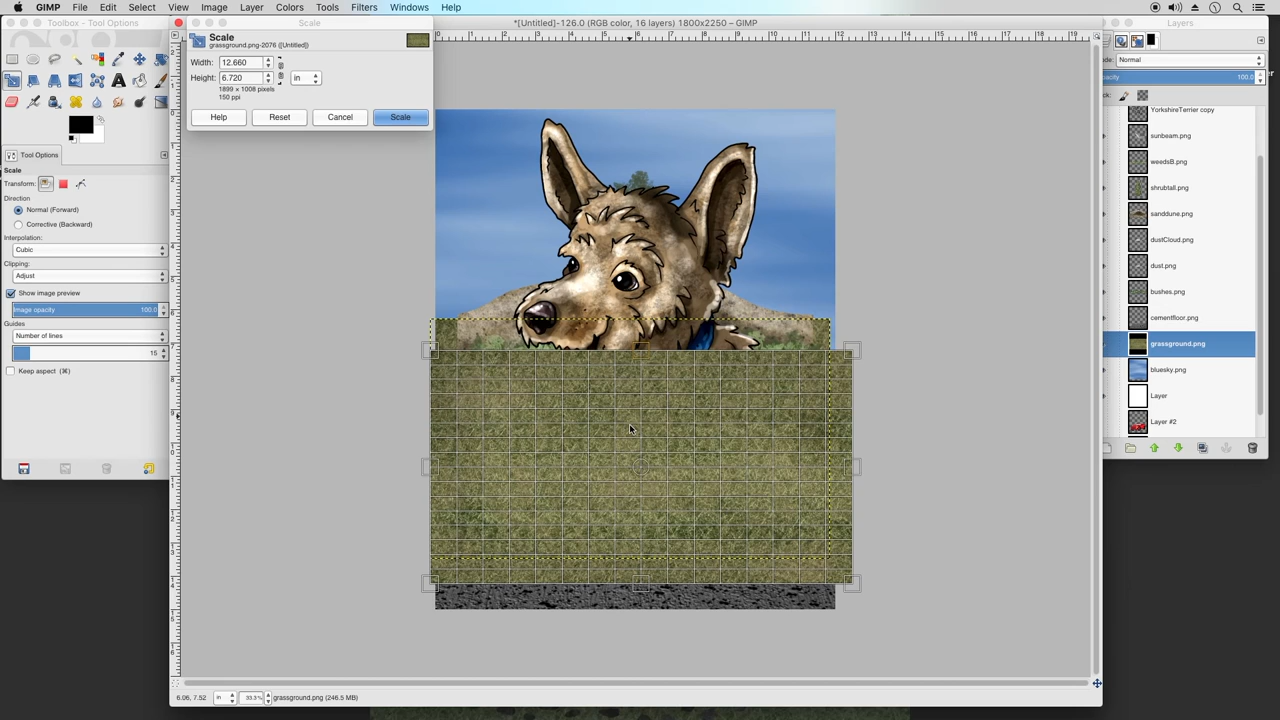 GIMP File Edit Select View Image Layer Colors Tools Filters Windows Help
Toolbox - Tool Options
Scale
*[Untitled]-126.0 (RGB color, 16 layers) 1800x2250 – GIMP
Layers
Scale
grassground.png-2076 ([Untitled])
Width: 12.660
Height: 6.720 in
1899 x 1008 pixels
150 ppi
Help Reset Cancel Scale
Tool Options
Scale
Transform:
Direction
Normal (Forward)
Corrective (Backward)
Interpolation:
Cubic
Clipping:
Adjust
Show image preview
Image opacity 100.0
Guides
Number of lines
15
Keep aspect (⌘)
Normal
100.0
YorkshireTerrier copy
sunbeam.png
weedsB.png
shrubtall.png
sanddune.png
dustCloud.png
dust.png
bushes.png
cementfloor.png
grassground.png
bluesky.png
Layer
Layer #2
6.06, 7.52 in 33.3% grassground.png (246.5 MB)